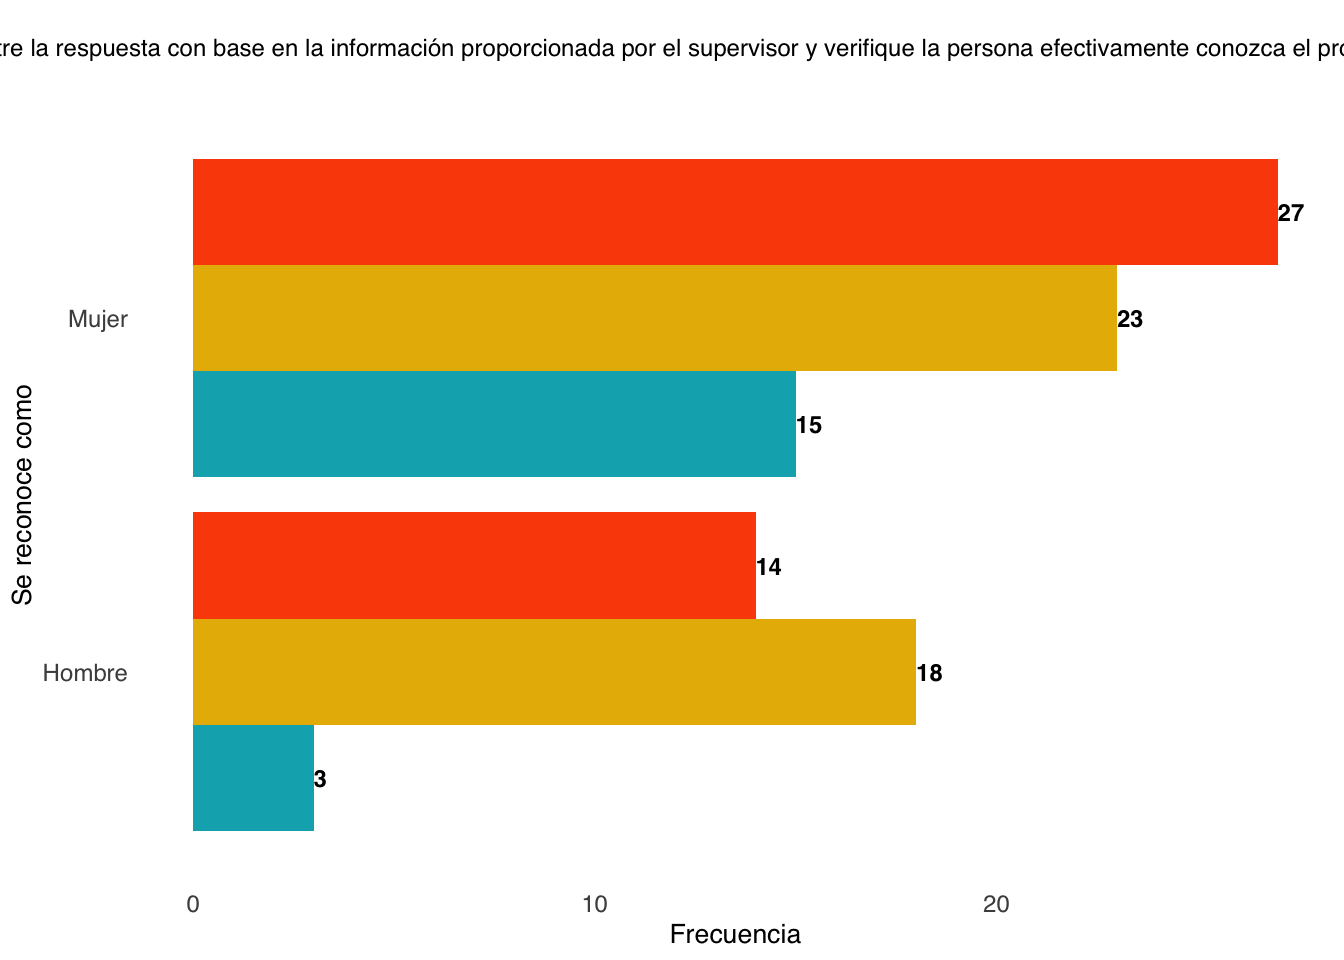 la respuesta con base en la información proporcionada por el supervisor y verifique la persona efectivamente conozca el
27
Mujer
23
15
Se reconoce como
14
Hombre
18
3
0 10 20
Frecuencia